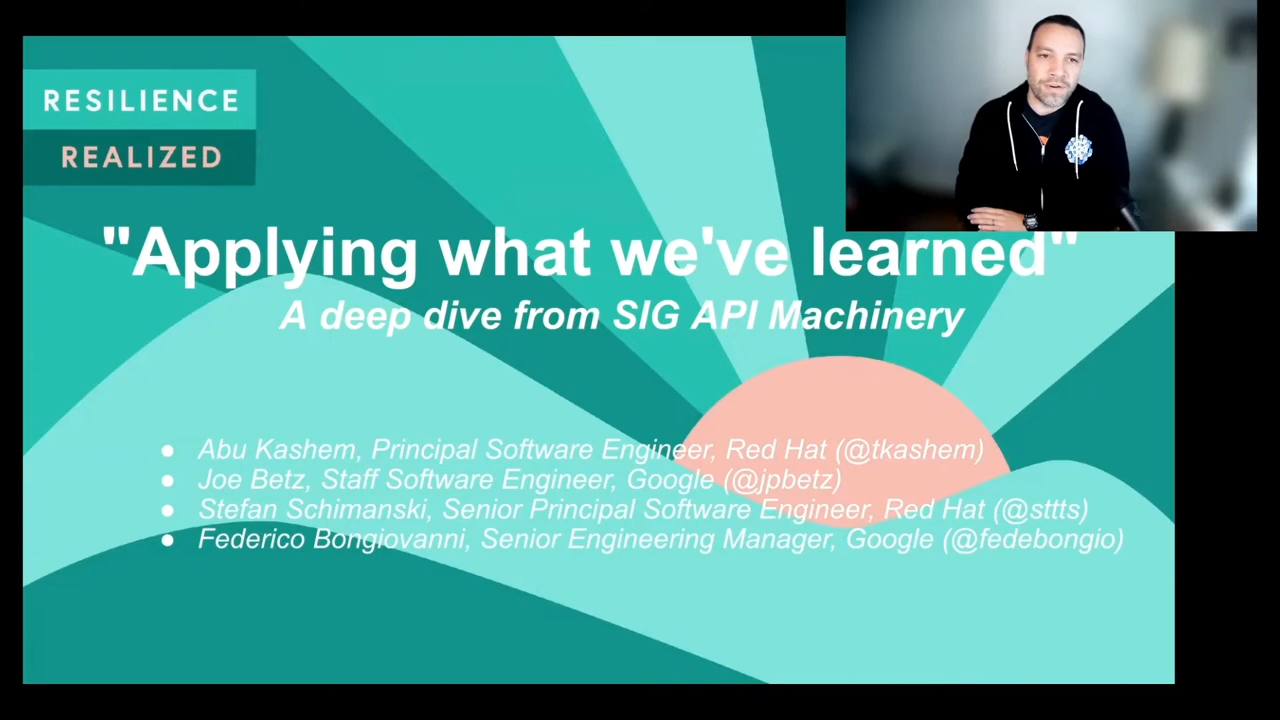 RESILIENCE
REALIZED
"Applying what we've learned"
A deep dive from SIG API Machinery
● Abu Kashem, Principal Software Engineer, Red Hat (@tkashem)
● Joe Betz, Staff Software Engineer, Google (@jpbetz)
● Stefan Schimanski, Senior Principal Software Engineer, Red Hat (@sttts)
● Federico Bongiovanni, Senior Engineering Manager, Google (@fedebongio)